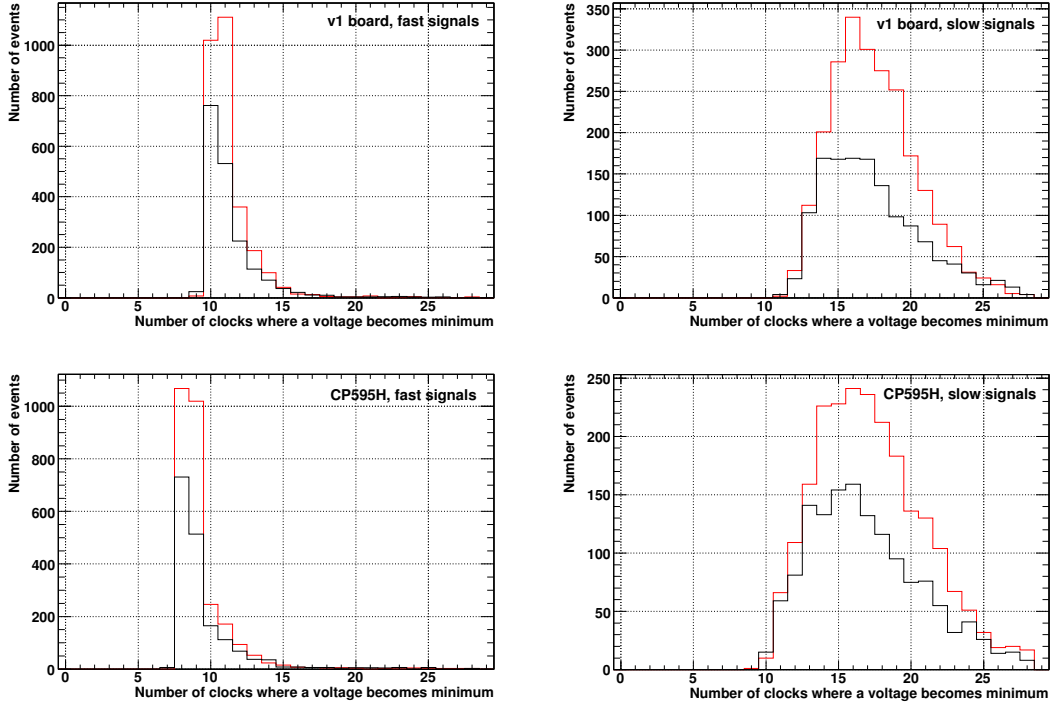 v1 board, fast signals
Number of events
1000
800
600
400
200
0
0 5 10 15 20 25
Number of clocks where a voltage becomes minimum
v1 board, slow signals
Number of events
350
300
250
200
150
100
50
0
0 5 10 15 20 25
Number of clocks where a voltage becomes minimum
CP595H, fast signals
Number of events
1000
800
600
400
200
0
0 5 10 15 20 25
Number of clocks where a voltage becomes minimum
CP595H, slow signals
Number of events
250
200
150
100
50
0
0 5 10 15 20 25
Number of clocks where a voltage becomes minimum